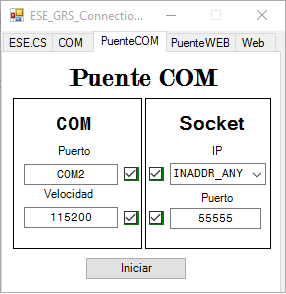 ESE_GRS_Connectio...
ESE.CS COM PuenteCOM PuenteWEB Web
Puente COM
COM
Puerto
COM2
Velocidad
115200
Socket
IP
INADDR_ANY
Puerto
55555
Iniciar